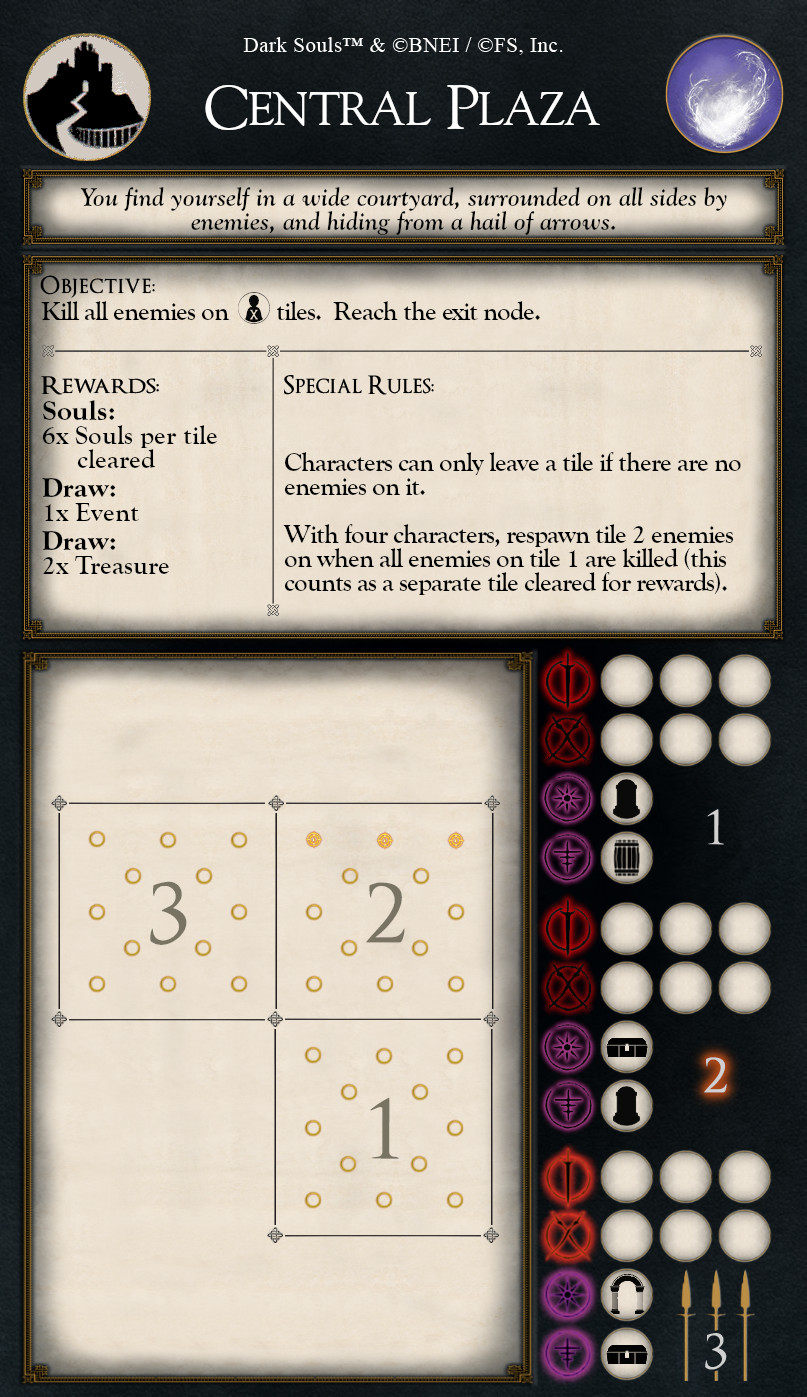 Dark Souls™ & ©BNEI / ©FS, Inc.
Central Plaza
You find yourself in a wide courtyard, surrounded on all sides by
enemies, and hiding from a hail of arrows.
Objective:
Kill all enemies on X tiles. Reach the exit node.
Rewards:
Souls:
6x Souls per tile
cleared
Draw:
1x Event
Draw:
2x Treasure
Special Rules:
Characters can only leave a tile if there are no
enemies on it.
With four characters, respawn tile 2 enemies
on when all enemies on tile 1 are killed (this
counts as a separate tile cleared for rewards).
3
2
1
1
2
3